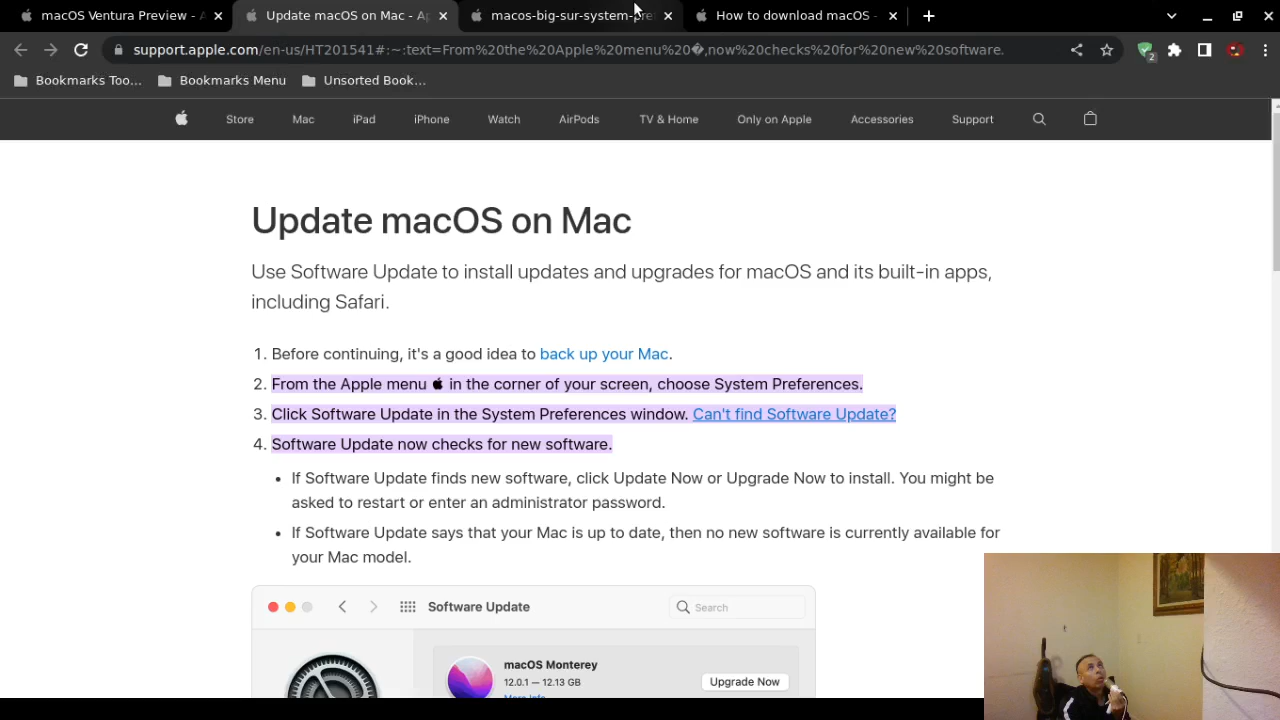 macOS Ventura Preview - A
Update macOS on Mac - Ap
macos-big-sur-system-pref
How to download macOS -
support.apple.com/en-us/HT201541#:~:text=From%20the%20Apple%20menu%20�,now%20checks%20for%20new%20software.
2
Bookmarks Too...
Bookmarks Menu
Unsorted Book...
Store Mac iPad iPhone Watch AirPods TV & Home Only on Apple Accessories Support
Update macOS on Mac
Use Software Update to install updates and upgrades for macOS and its built-in apps,
including Safari.
1. Before continuing, it's a good idea to back up your Mac.
2. From the Apple menu in the corner of your screen, choose System Preferences.
3. Click Software Update in the System Preferences window. Can't find Software Update?
4. Software Update now checks for new software.
• If Software Update finds new software, click Update Now or Upgrade Now to install. You might be
asked to restart or enter an administrator password.
• If Software Update says that your Mac is up to date, then no new software is currently available for
your Mac model.
Software Update
Search
macOS Monterey
12.0.1 — 12.13 GB
More Info
Upgrade Now